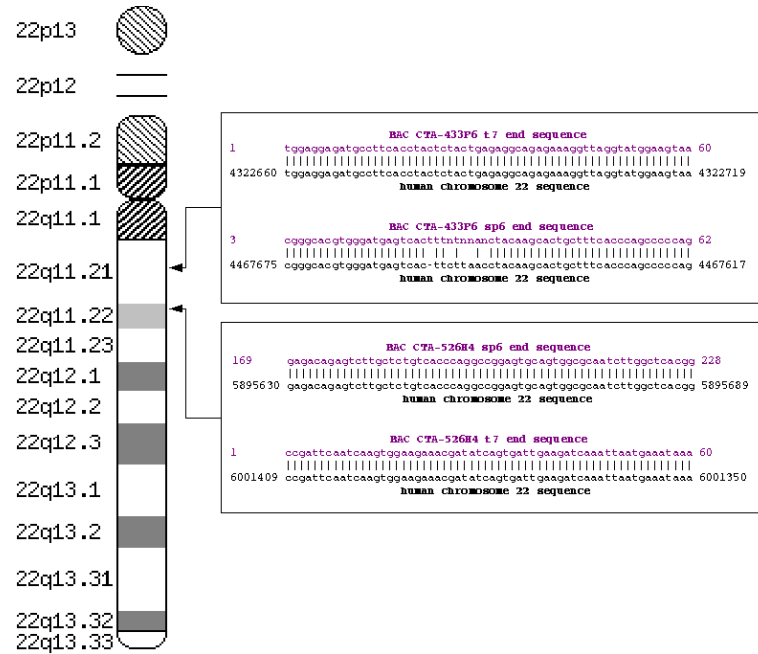 22p13
22p12
22p11.2
22p11.1
22q11.1
22q11.21
22q11.22
22q11.23
22q12.1
22q12.2
22q12.3
22q13.1
22q13.2
22q13.31
22q13.32
22q13.33
BAC CTA-433F6 t7 end sequence
1 tggaggagatgccttcacctactctactgagaggcagagaaaggttaggtatggaagtaa 60
4322660 tggaggagatgccttcacctactctactgagaggcagagaaaggttaggtatggaagtaa 4322719
human chromosome 22 sequence
BAC CTA-433F6 sp6 end sequence
3 cgggcacgtgggatgagtcactttntnnanctacaagcactgctttcacccagcccccag 62
4467675 cgggcacgtgggatgagtcac-ttcttaacctacaagcactgctttcacccagcccccag 4467617
human chromosome 22 sequence
BAC CTA-526H4 sp6 end sequence
169 gagacagagtcttgctctgtcacccaggccggagtgcagtggcgcaatcttggctcacgg 228
5895630 gagacagagtcttgctctgtcacccaggccggagtgcagtggcgcaatcttggctcacgg 5895689
human chromosome 22 sequence
BAC CTA-526H4 t7 end sequence
1 ccgattcaatcaagtggaagaaacgatatcagtgattgaagatcaaattaatgaaataaa 60
6001409 ccgattcaatcaagtggaagaaacgatatcagtgattgaagatcaaattaatgaaataaa 6001350
human chromosome 22 sequence